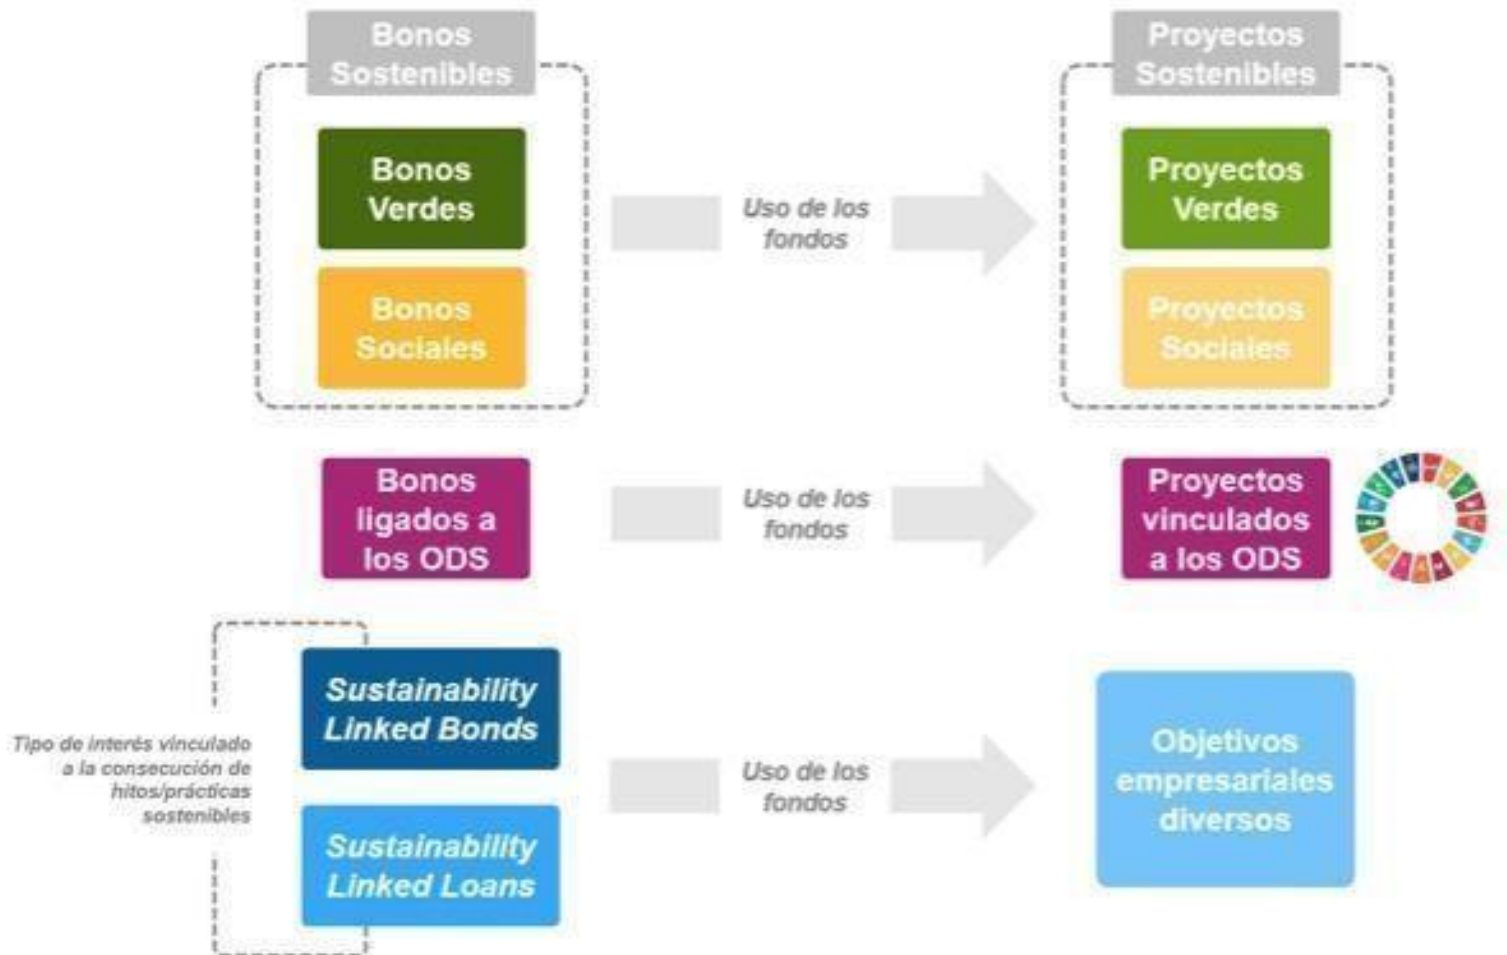 Bonos
Sostenibles
Proyectos
Sostenibles
Bonos
Verdes
Uso de los
fondos
Proyectos
Verdes
Bonos
Sociales
Proyectos
Sociales
Bonos
ligados a
los ODS
Uso de los
fondos
Proyectos
vinculados
a los ODS
Tipo de interés vinculado
a la consecución de
hitos/prácticas
sostenibles
Sustainability
Linked Bonds
Sustainability
Linked Loans
Uso de los
fondos
Objetivos
empresariales
diversos